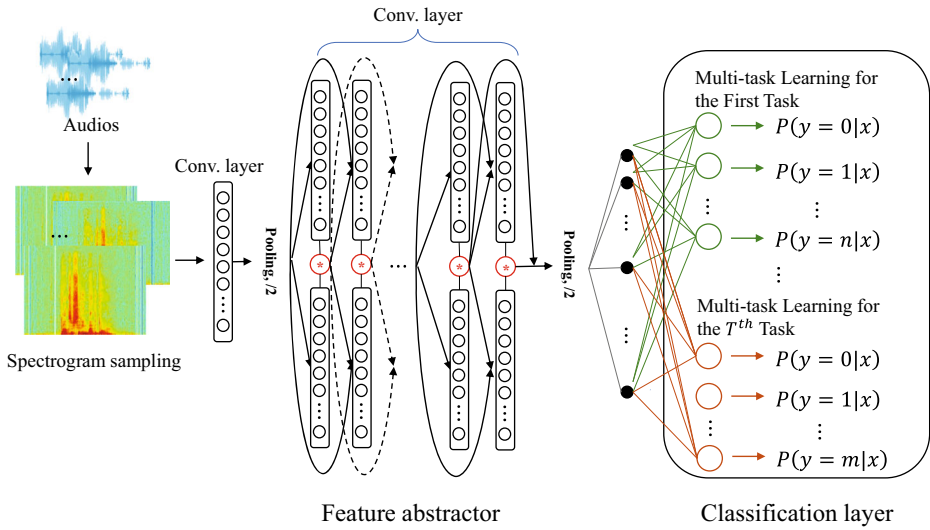 Conv. layer
Audios
Conv. layer
Spectrogram sampling
Pooling, /2
* * ... * *
Pooling, /2
Multi-task Learning for
the First Task
P(y = 0|x)
P(y = 1|x)
P(y = n|x)
Multi-task Learning for
the Tᵗʰ Task
P(y = 0|x)
P(y = 1|x)
P(y = m|x)
Feature abstractor
Classification layer